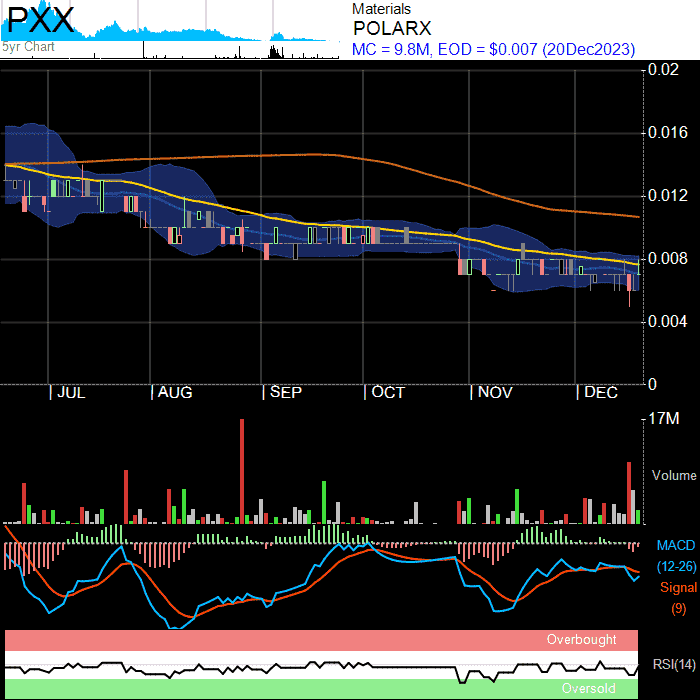 PXX
5yr Chart
Materials
POLARX
MC = 9.8M, EOD = $0.007 (20Dec2023)
0.02
0.016
0.012
0.008
0.004
0
| JUL | AUG | SEP | OCT | NOV | DEC
17M
Volume
MACD
(12-26)
Signal
(9)
Overbought
RSI(14)
Oversold